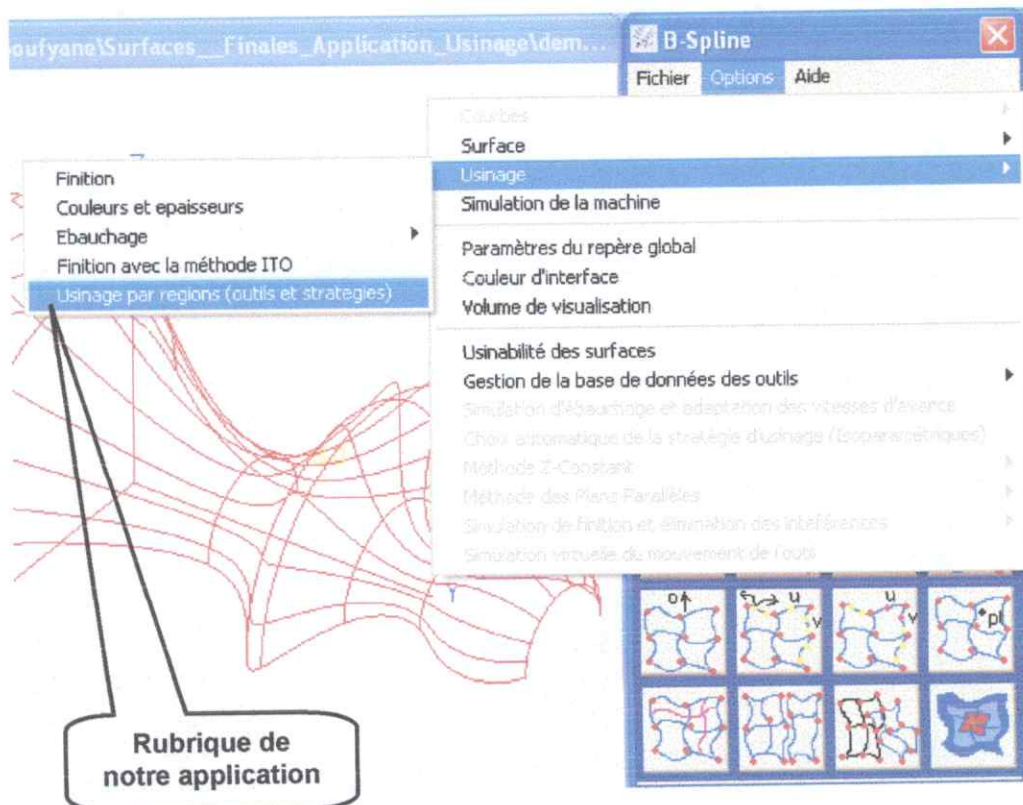 oufyane\Surfaces__Finales_Application_Usinage\dem...
B-Spline
Fichier Options Aide
Courbes
Surface
Usinage
Simulation de la machine
Paramètres du repère global
Couleur d'interface
Volume de visualisation
Usinabilité des surfaces
Gestion de la base de données des outils
Simulation d'ébauchage et adaptation des vitesses d'avance
Choix automatique de la stratégie d'usinage (Isoparamétriques)
Méthode Z-Constant
Méthode des Plans Parallèles
Simulation de finition et élimination des intéférences
Simulation virtuelle du mouvement de l'outs
Finition
Couleurs et epaisseurs
Ebauchage
Finition avec la méthode ITO
Usinage par regions (outils et strategies)
Y
o u v u v pt
Rubrique de
notre application